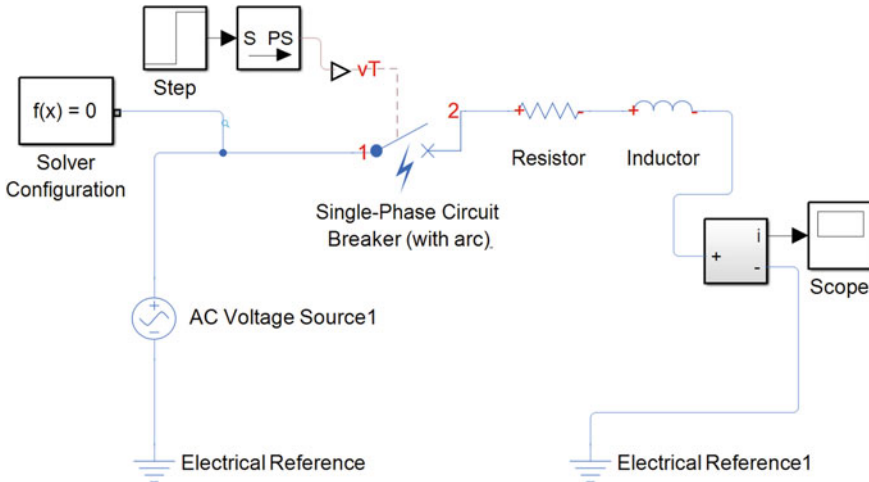 S PS
vT
Step
f(x) = 0
Solver
Configuration
1
2
+ -
+ -
Resistor
Inductor
Single-Phase Circuit
Breaker (with arc)
i
+
-
Scope
+
AC Voltage Source1
−
Electrical Reference
Electrical Reference1